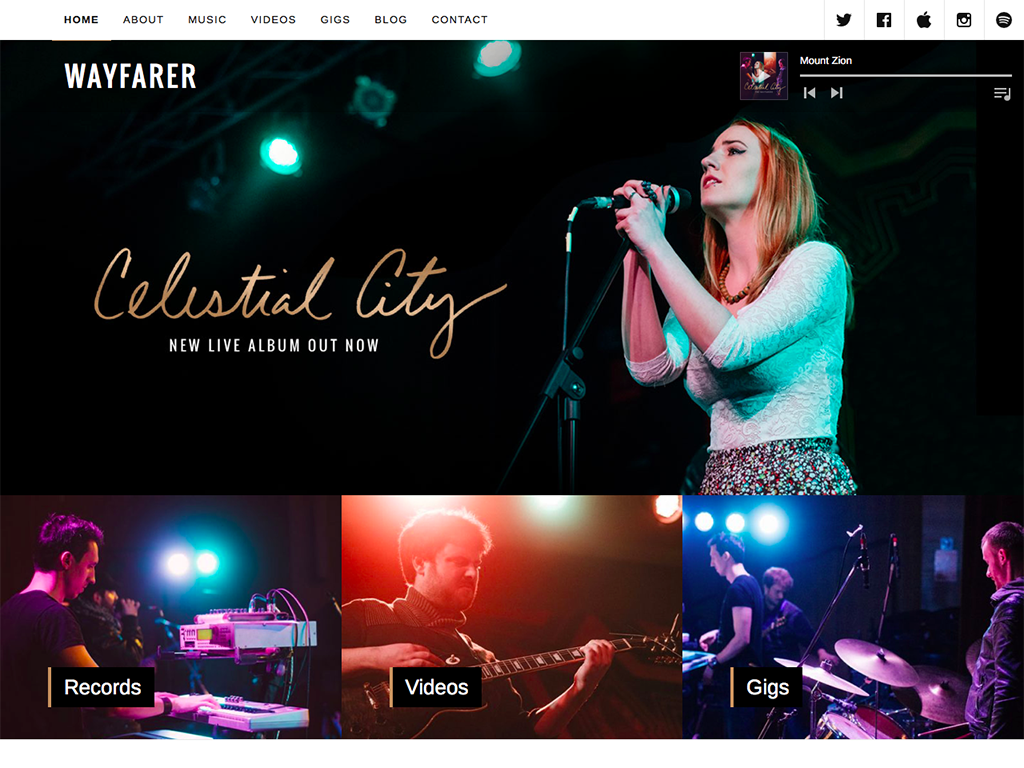 HOME ABOUT MUSIC VIDEOS GIGS BLOG CONTACT
WAYFARER
Mount Zion
Celestial City
NEW LIVE ALBUM OUT NOW
Records
Videos
Gigs